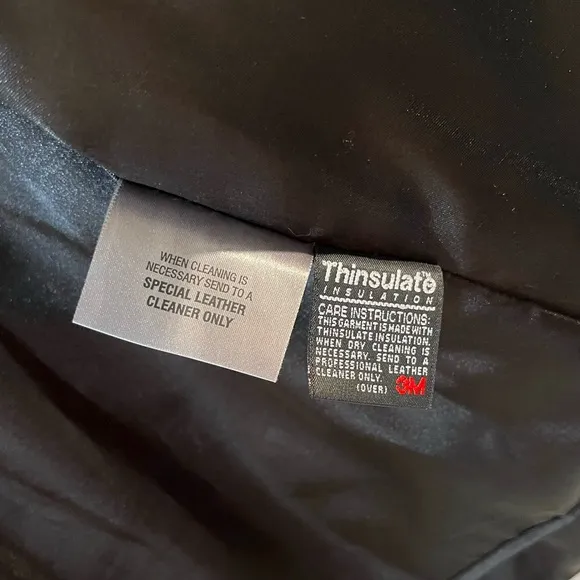 WHEN CLEANING IS
NECESSARY SEND TO A
SPECIAL LEATHER
CLEANER ONLY
Thinsulate
INSULATION
CARE INSTRUCTIONS:
THIS GARMENT IS MADE WITH
THINSULATE INSULATION.
WHEN DRY CLEANING IS
NECESSARY, SEND TO A
PROFESSIONAL LEATHER
CLEANER ONLY.
(OVER) 3M